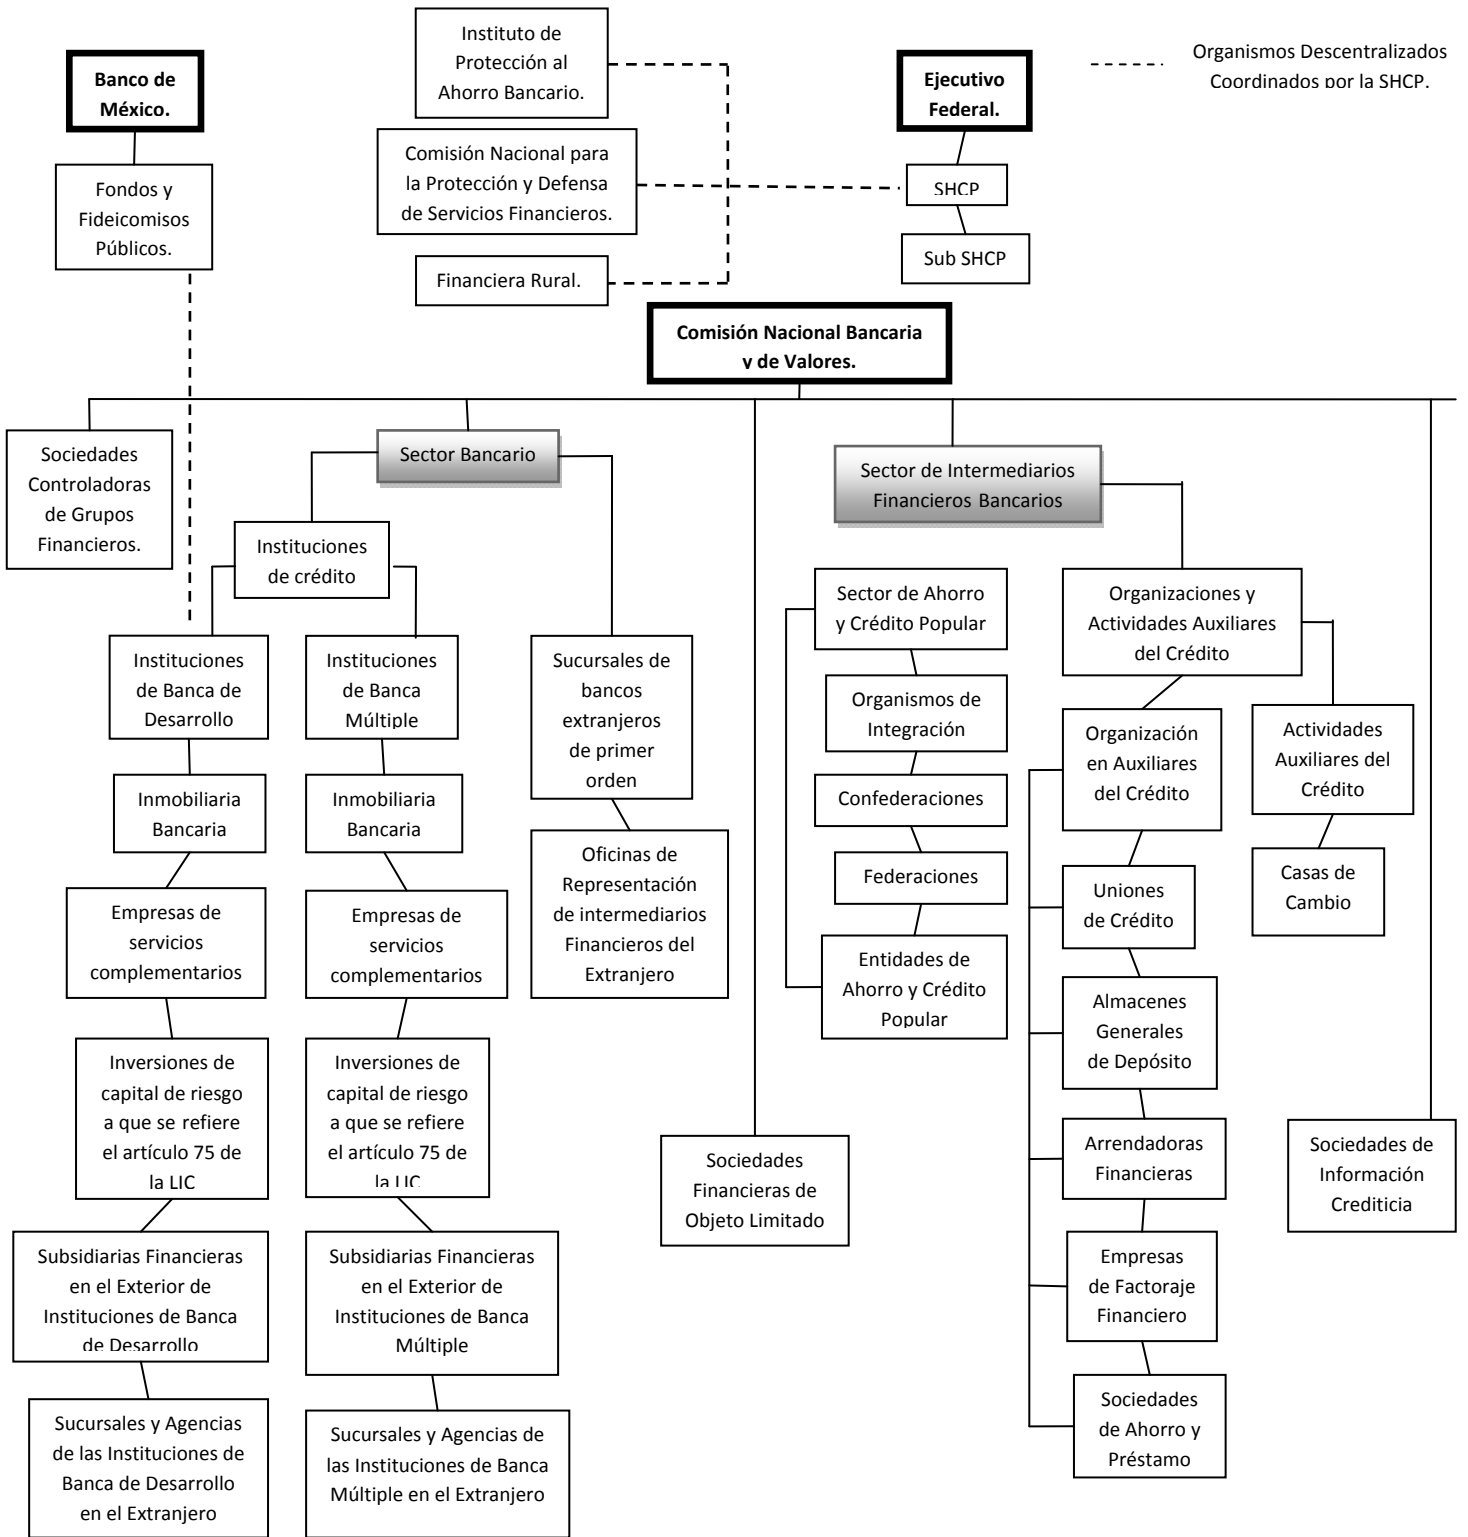 Instituto de
Protección al
Ahorro Bancario.
Banco de
México.
Ejecutivo
Federal.
Organismos Descentralizados
Coordinados por la SHCP.
Comisión Nacional para
la Protección y Defensa
de Servicios Financieros.
Fondos y
Fideicomisos
Públicos.
SHCP
Sub SHCP
Financiera Rural.
Comisión Nacional Bancaria
y de Valores.
Sociedades
Controladoras
de Grupos
Financieros.
Sector Bancario
Sector de Intermediarios
Financieros Bancarios
Instituciones
de crédito
Sector de Ahorro
y Crédito Popular
Organizaciones y
Actividades Auxiliares
del Crédito
Instituciones
de Banca de
Desarrollo
Instituciones
de Banca
Múltiple
Sucursales de
bancos
extranjeros
de primer
orden
Organismos de
Integración
Organización
en Auxiliares
del Crédito
Actividades
Auxiliares del
Crédito
Inmobiliaria
Bancaria
Inmobiliaria
Bancaria
Confederaciones
Oficinas de
Representación
de intermediarios
Financieros del
Extranjero
Federaciones
Uniones
de Crédito
Casas de
Cambio
Empresas de
servicios
complementarios
Empresas de
servicios
complementarios
Entidades de
Ahorro y Crédito
Popular
Almacenes
Generales
de Depósito
Inversiones de
capital de riesgo
a que se refiere
el artículo 75 de
la LIC
Inversiones de
capital de riesgo
a que se refiere
el artículo 75 de
la LIC
Sociedades
Financieras de
Objeto Limitado
Arrendadoras
Financieras
Sociedades de
Información
Crediticia
Subsidiarias Financieras
en el Exterior de
Instituciones de Banca
de Desarrollo
Subsidiarias Financieras
en el Exterior de
Instituciones de Banca
Múltiple
Empresas
de Factoraje
Financiero
Sucursales y Agencias
de las Instituciones de
Banca de Desarrollo
en el Extranjero
Sucursales y Agencias de
las Instituciones de Banca
Múltiple en el Extranjero
Sociedades
de Ahorro y
Préstamo